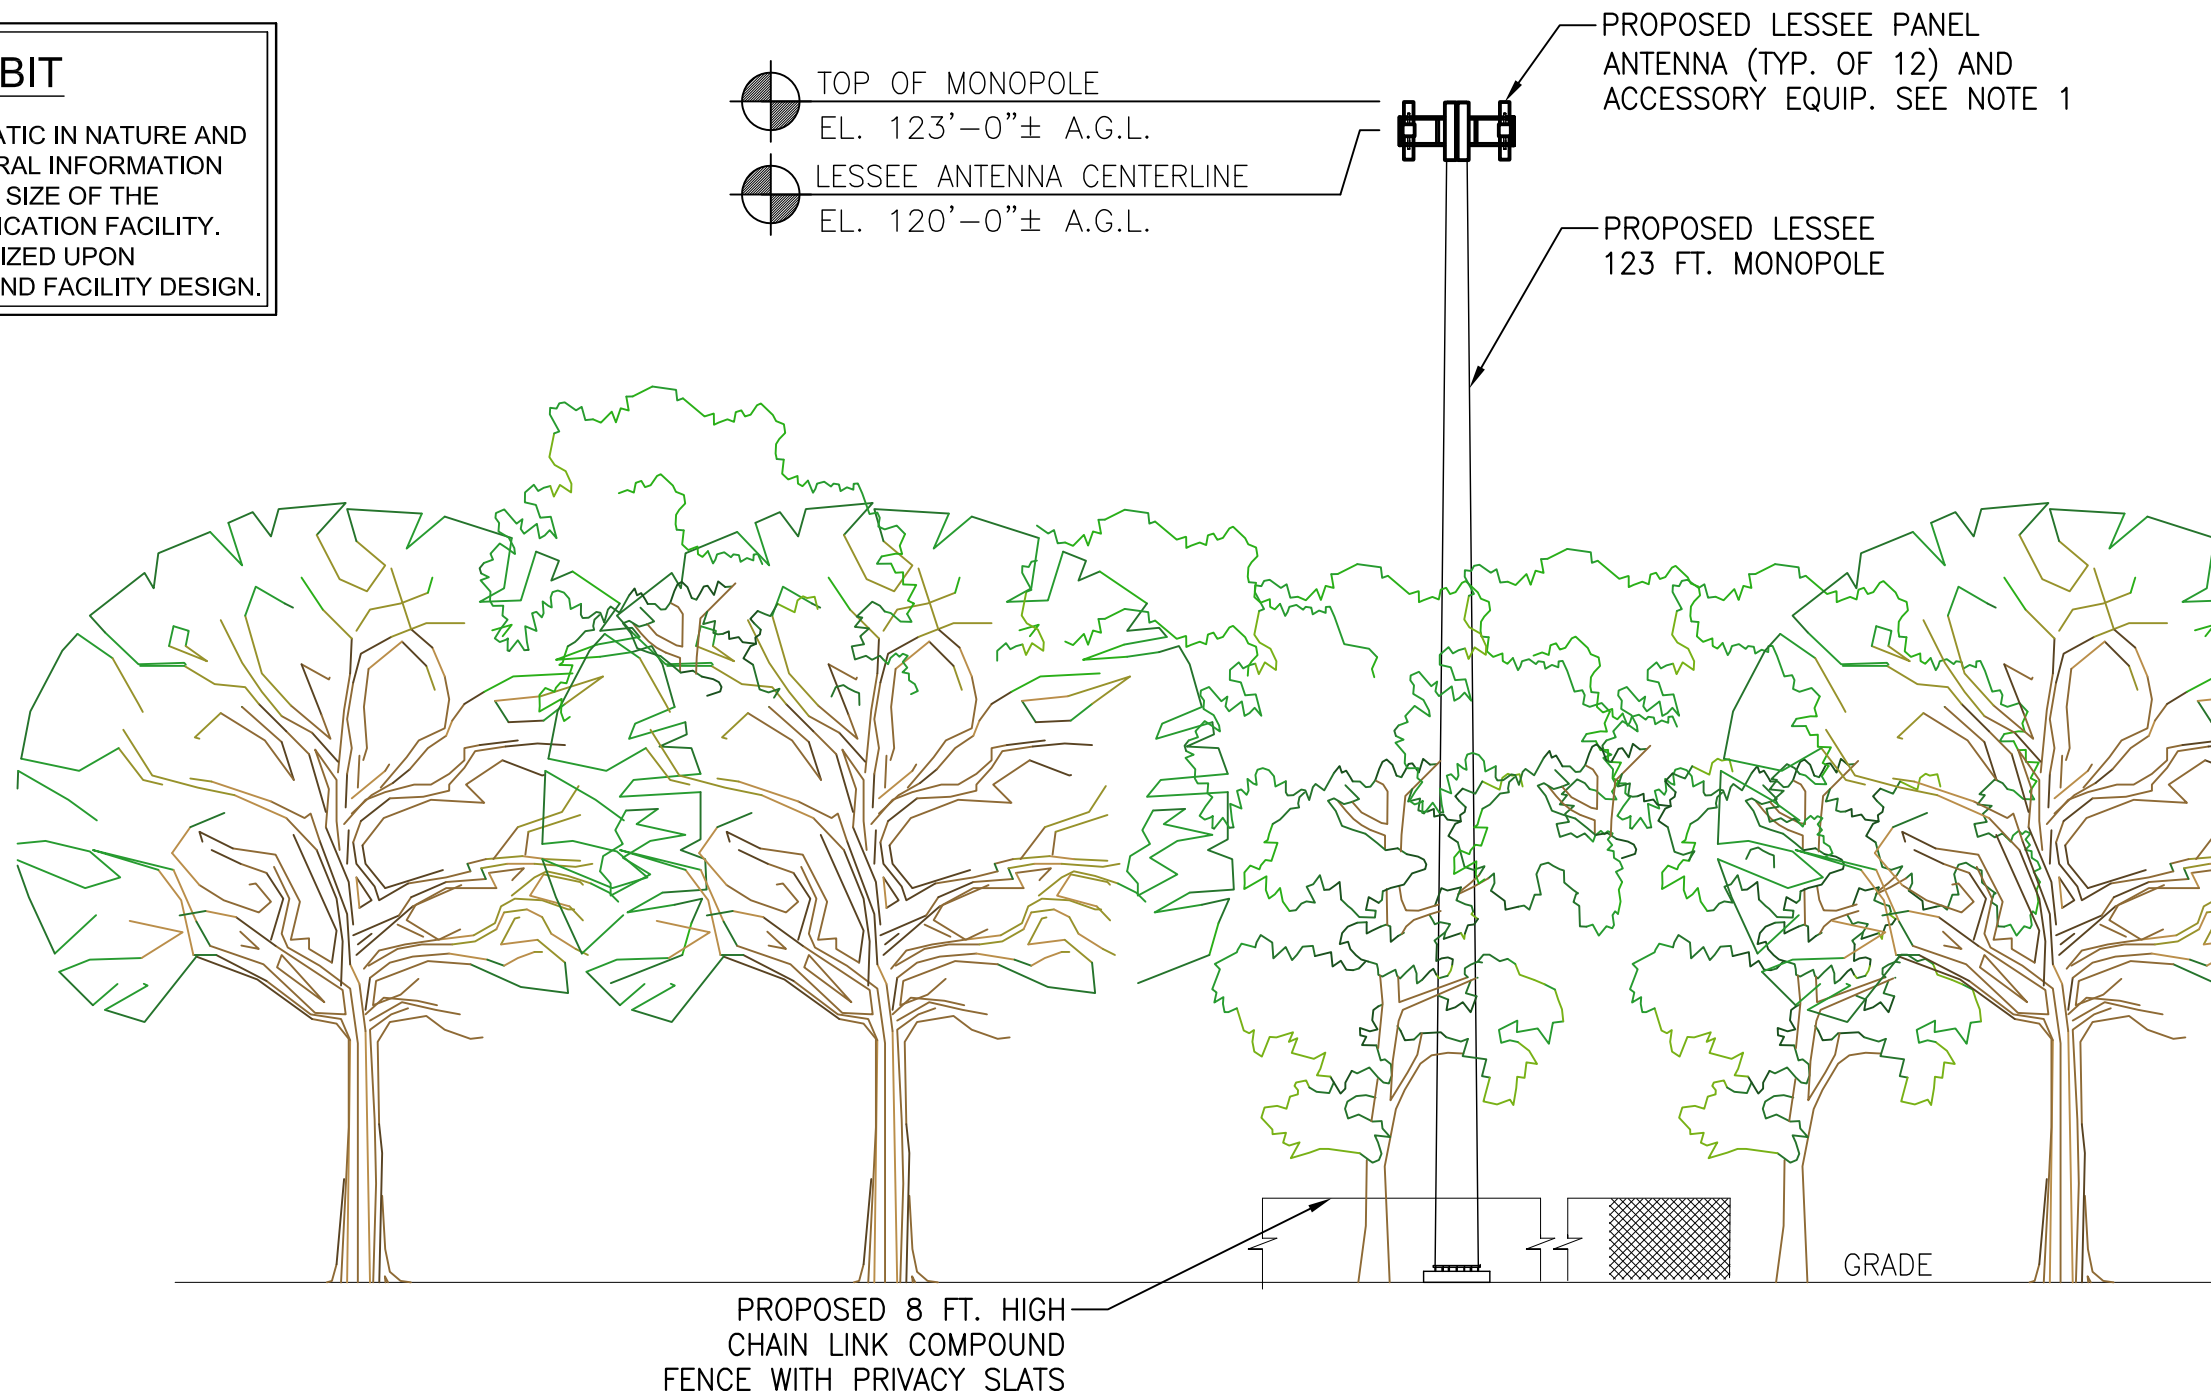 BIT
ATIC IN NATURE AND
RAL INFORMATION
SIZE OF THE
ICATION FACILITY.
IZED UPON
ND FACILITY DESIGN.
TOP OF MONOPOLE
EL. 123'-0"± A.G.L.
LESSEE ANTENNA CENTERLINE
EL. 120'-0"± A.G.L.
PROPOSED LESSEE PANEL
ANTENNA (TYP. OF 12) AND
ACCESSORY EQUIP. SEE NOTE 1
PROPOSED LESSEE
123 FT. MONOPOLE
GRADE
PROPOSED 8 FT. HIGH
CHAIN LINK COMPOUND
FENCE WITH PRIVACY SLATS